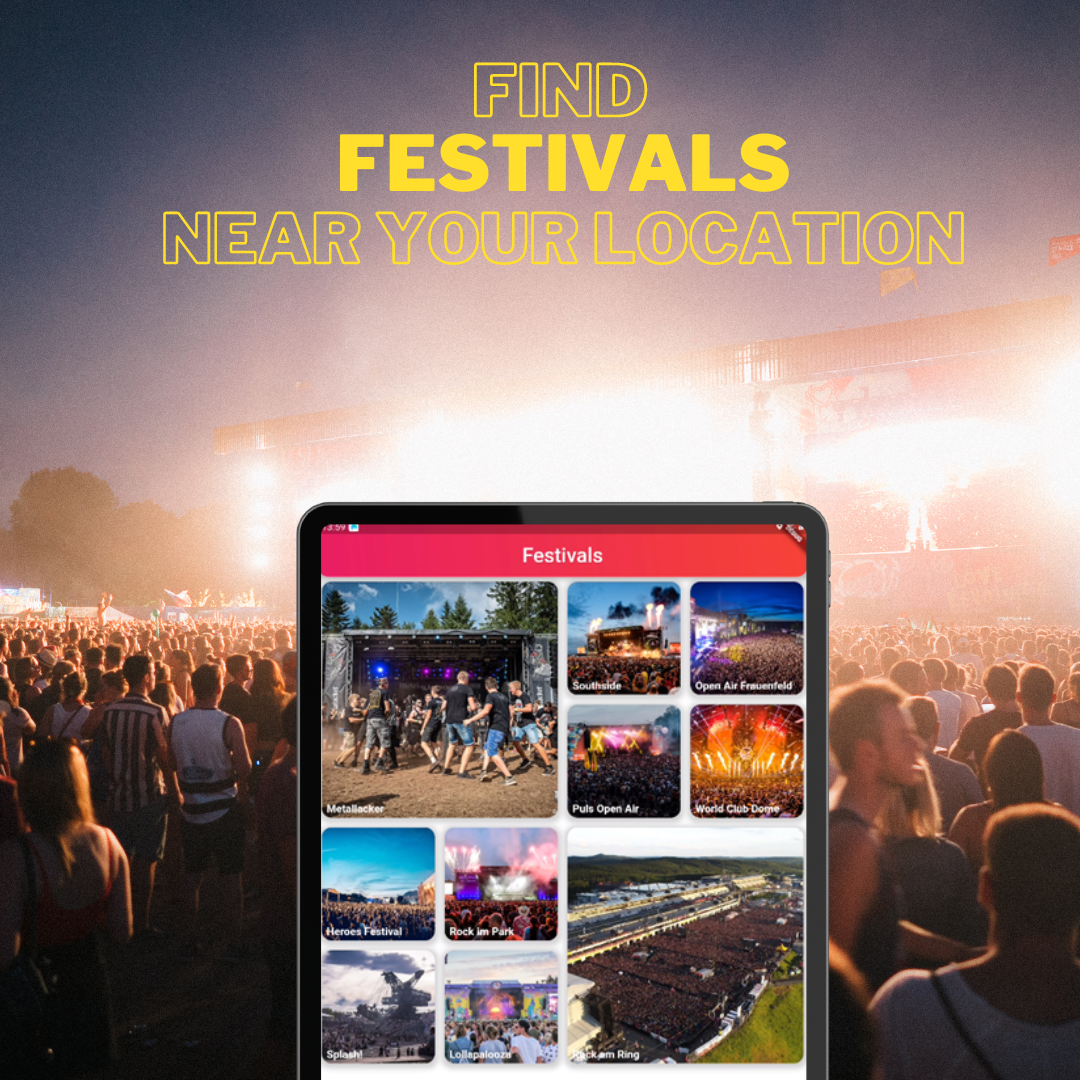 FIND
FESTIVALS
NEAR YOUR LOCATION
Festivals
Southside
Open Air Frauenfeld
Metallacker
Puls Open Air
World Club Dome
Heroes Festival
Rock im Park
Splash!
Lollapalooza
Rock am Ring